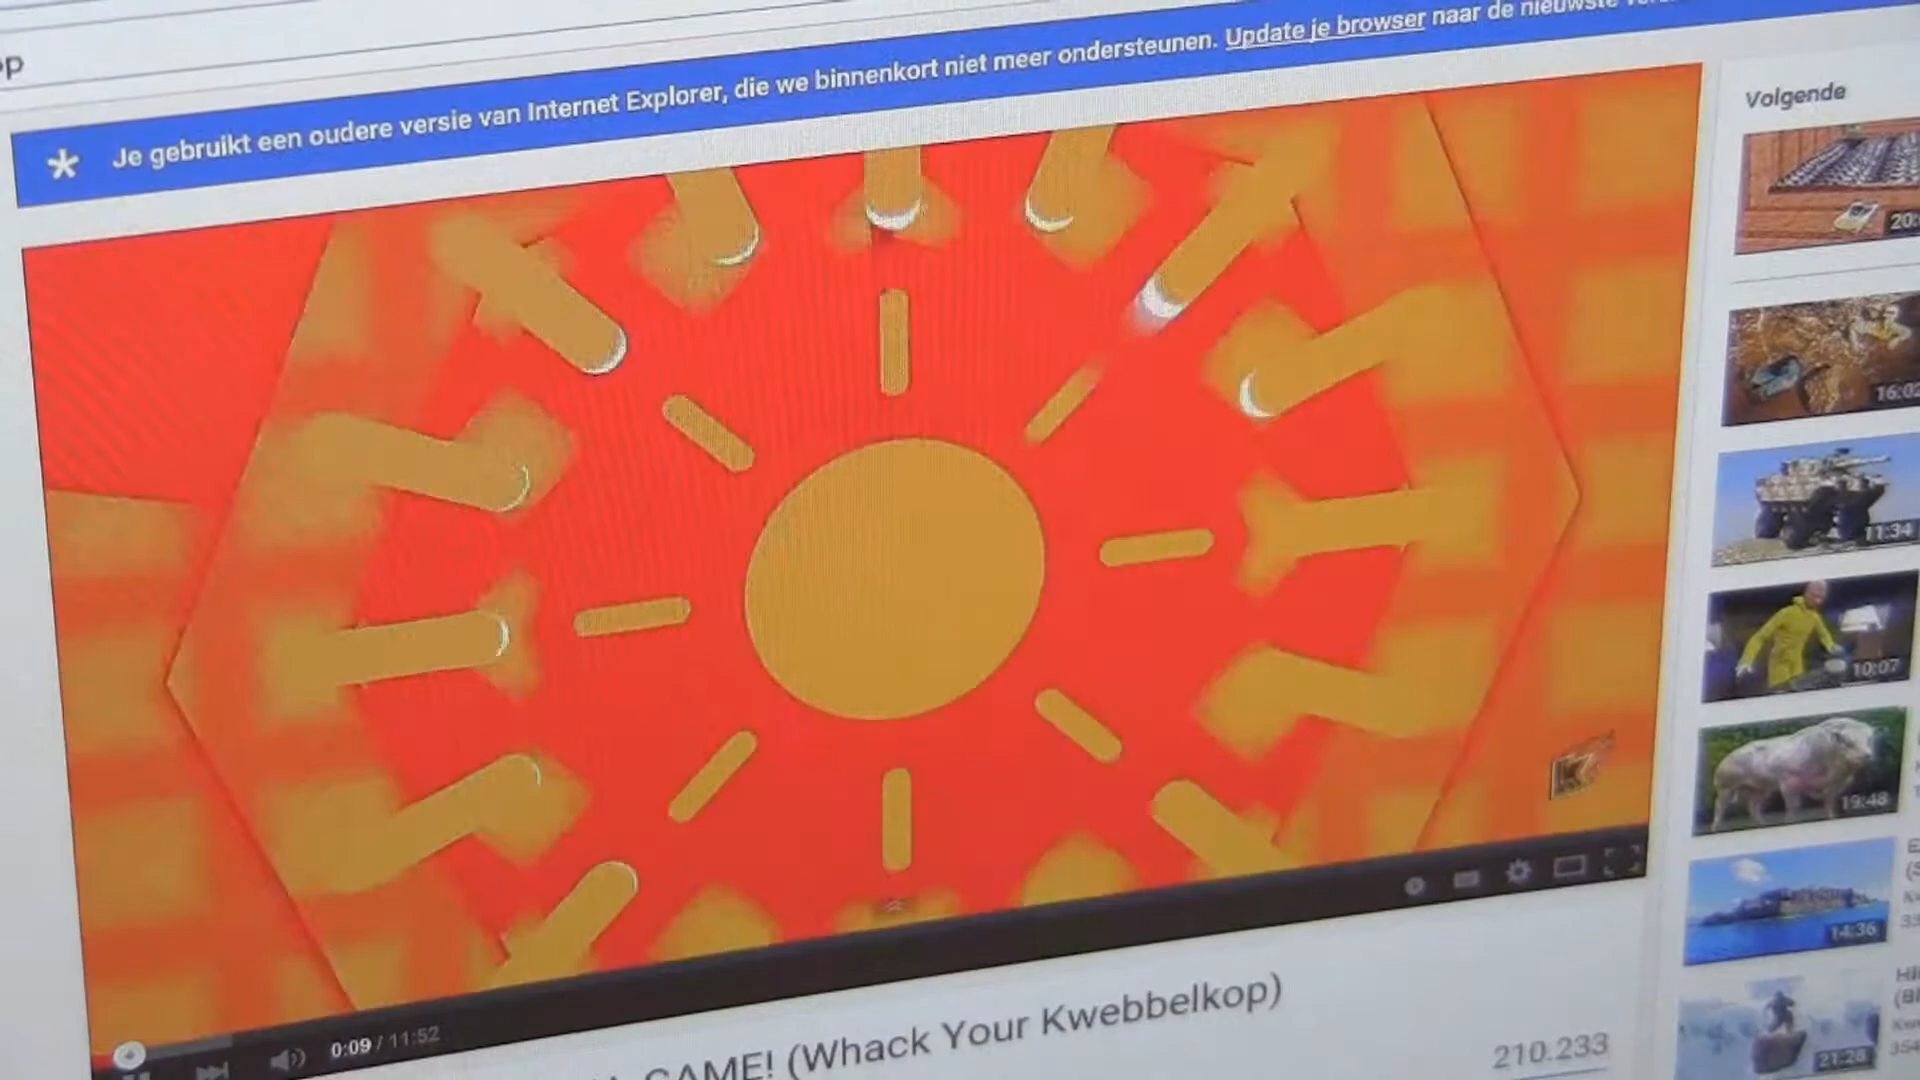 Je gebruikt een oudere versie van Internet Explorer, die we binnenkort niet meer ondersteunen. Update je browser naar de nieuwste
Volgende
20:
16:02
11:34
10:07
19:48
14:36
21:28
K
0:09 / 11:52
GAME! (Whack Your Kwebbelkop)
210.233